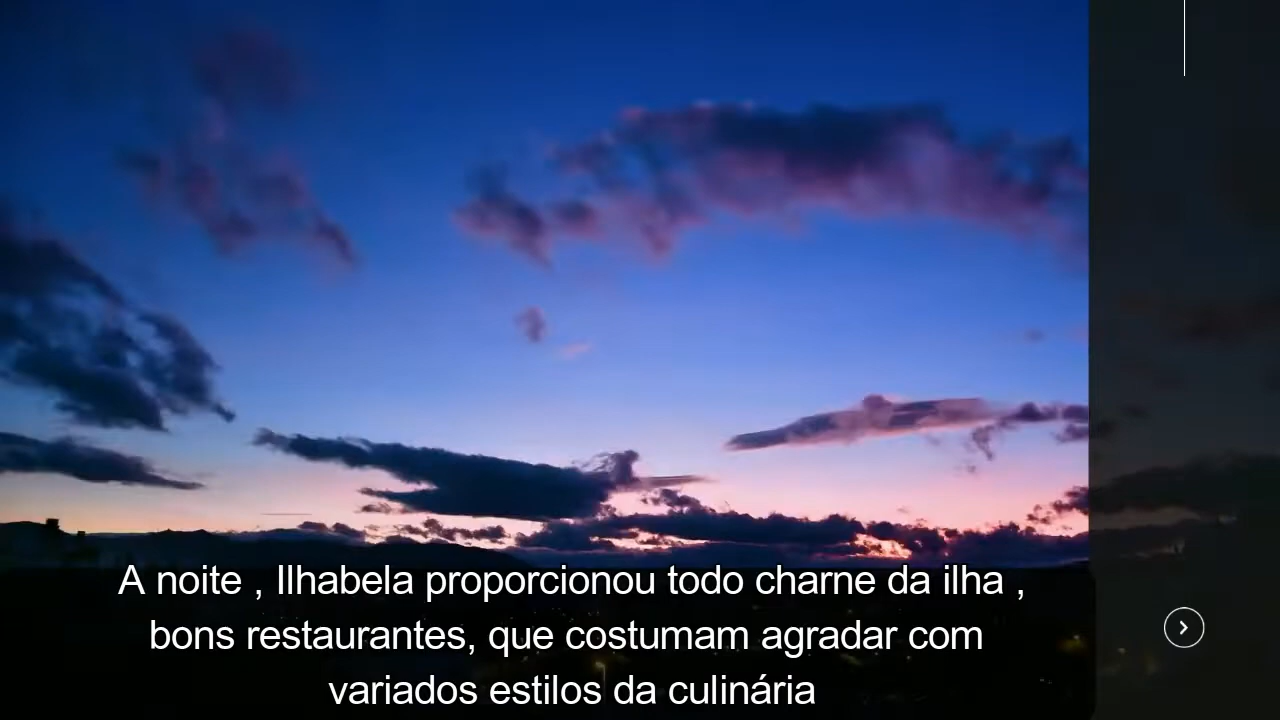 A noite , Ilhabela proporcionou todo charne da ilha ,
bons restaurantes, que costumam agradar com
variados estilos da culinária